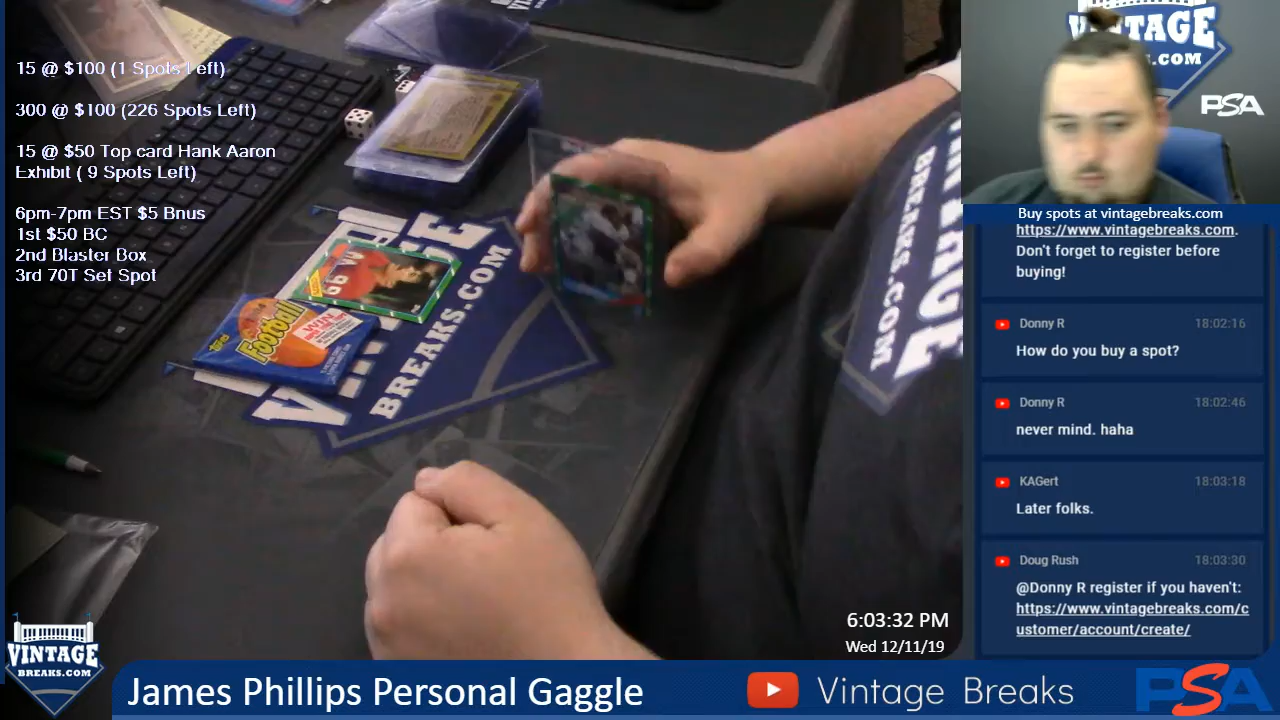 15 @ $100 (1 Spots Left)
300 @ $100 (226 Spots Left)
15 @ $50 Top card Hank Aaron
Exhibit ( 9 Spots Left)
6pm-7pm EST $5 Bnus
1st $50 BC
2nd Blaster Box
3rd 70T Set Spot
TOPPS
Football
WIN
BREAKS.COM
VINTAGE
.COM
PSA
Buy spots at vintagebreaks.com
https://www.vintagebreaks.com.
Don't forget to register before
buying!
Donny R 18:02:16
How do you buy a spot?
Donny R 18:02:46
never mind. haha
KAGert 18:03:18
Later folks.
Doug Rush 18:03:30
@Donny R register if you haven't:
https://www.vintagebreaks.com/c
ustomer/account/create/
6:03:32 PM
Wed 12/11/19
VINTAGE
BREAKS.COM
James Phillips Personal Gaggle
Vintage Breaks
PSA